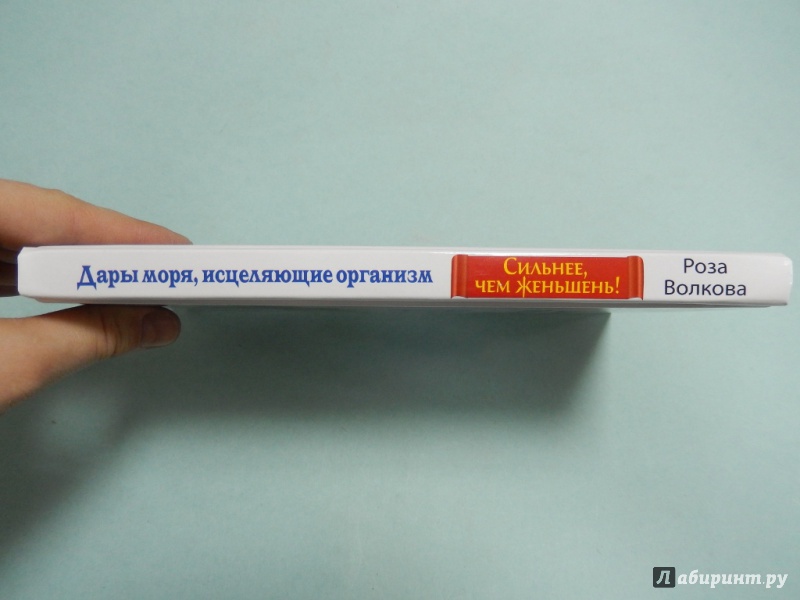 Дары моря, исцеляющие организм
Сильнее,
чем женьшень!
Роза
Волкова
Лабиринт.ру